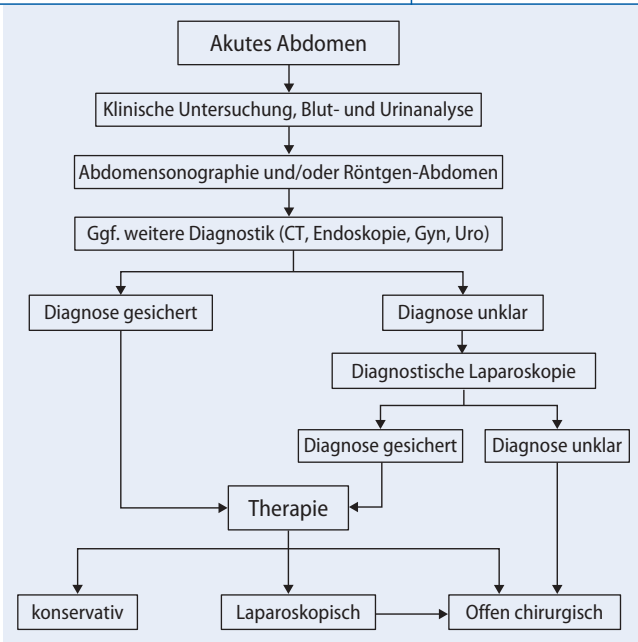 Akutes Abdomen
Klinische Untersuchung, Blut- und Urinanalyse
Abdomensonographie und/oder Röntgen-Abdomen
Ggf. weitere Diagnostik (CT, Endoskopie, Gyn, Uro)
Diagnose gesichert
Diagnose unklar
Diagnostische Laparoskopie
Diagnose gesichert
Diagnose unklar
Therapie
konservativ
Laparoskopisch
Offen chirurgisch